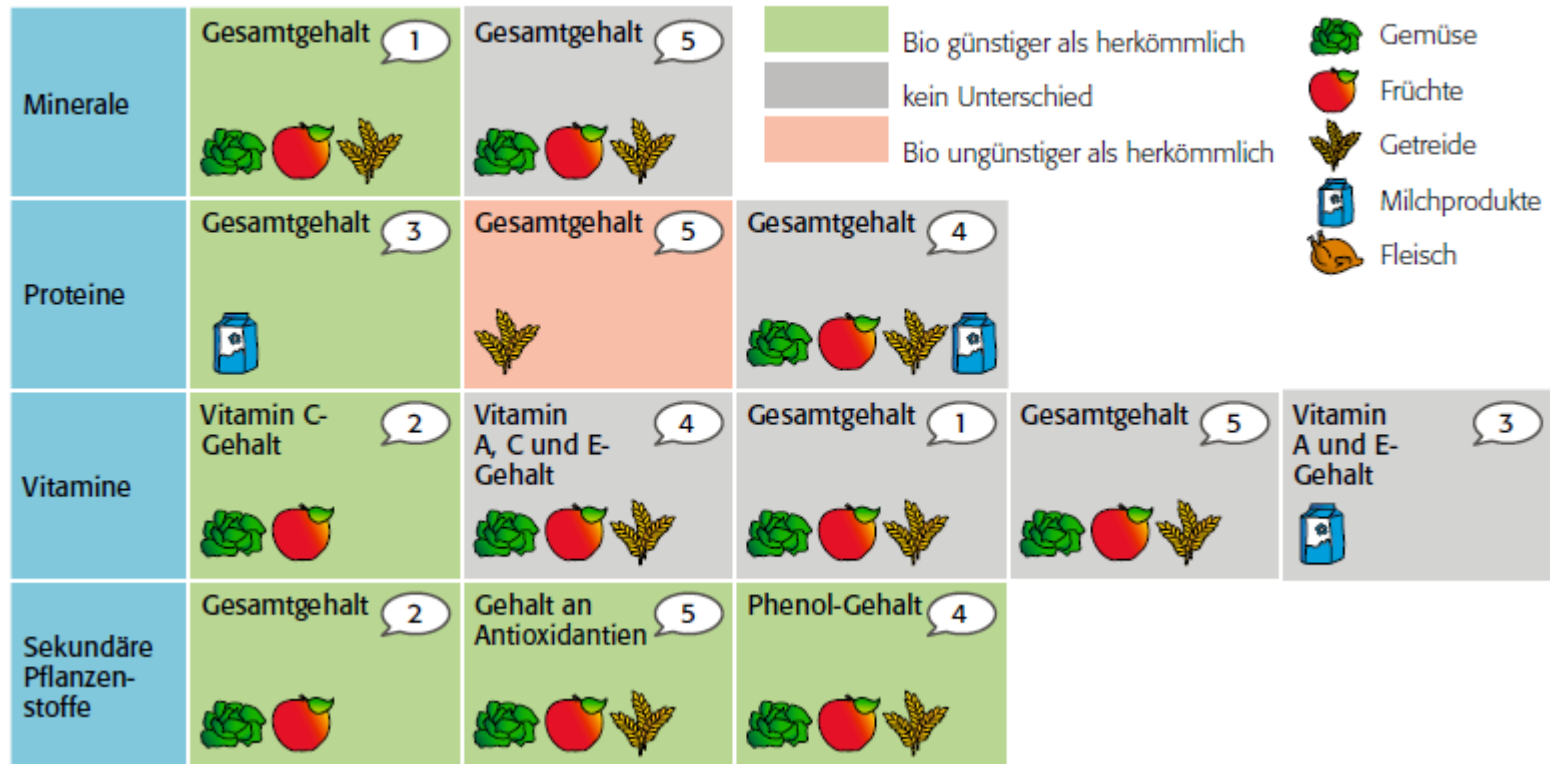 Minerale
Gesamtgehalt 1
Gesamtgehalt 5
Bio günstiger als herkömmlich
kein Unterschied
Bio ungünstiger als herkömmlich
Gemüse
Früchte
Getreide
Milchprodukte
Fleisch
Proteine
Gesamtgehalt 3
Gesamtgehalt 5
Gesamtgehalt 4
Vitamine
Vitamin C-
Gehalt
2
Vitamin
A, C und E-
Gehalt
4
Gesamtgehalt 1
Gesamtgehalt 5
Vitamin
A und E-
Gehalt
3
Sekundäre
Pflanzen-
stoffe
Gesamtgehalt 2
Gehalt an
Antioxidantien
5
Phenol-Gehalt 4